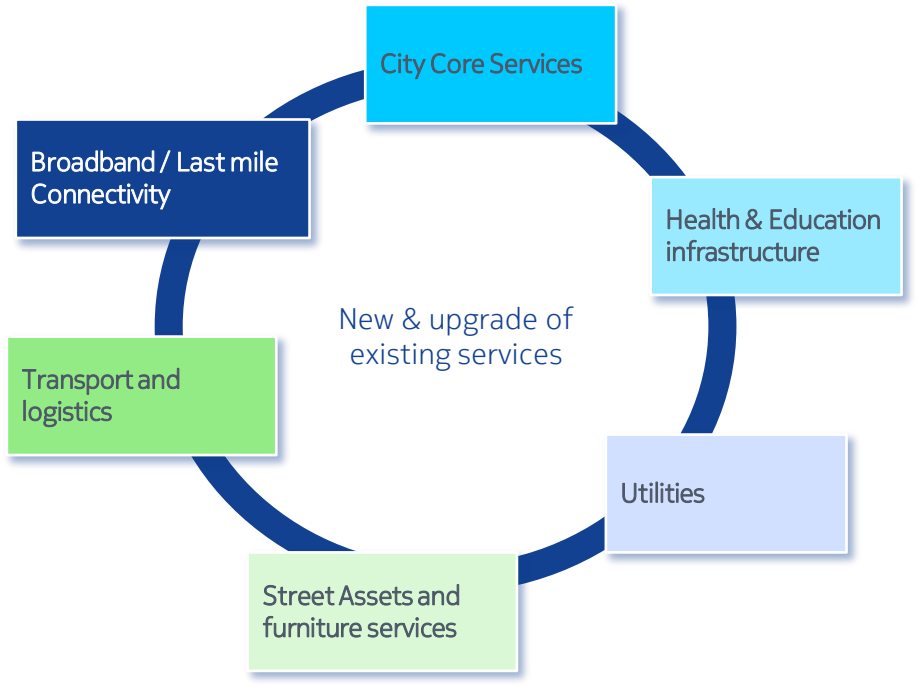 City Core Services
Broadband / Last mile
Connectivity
Health & Education
infrastructure
New & upgrade of
existing services
Transport and
logistics
Utilities
Street Assets and
furniture services